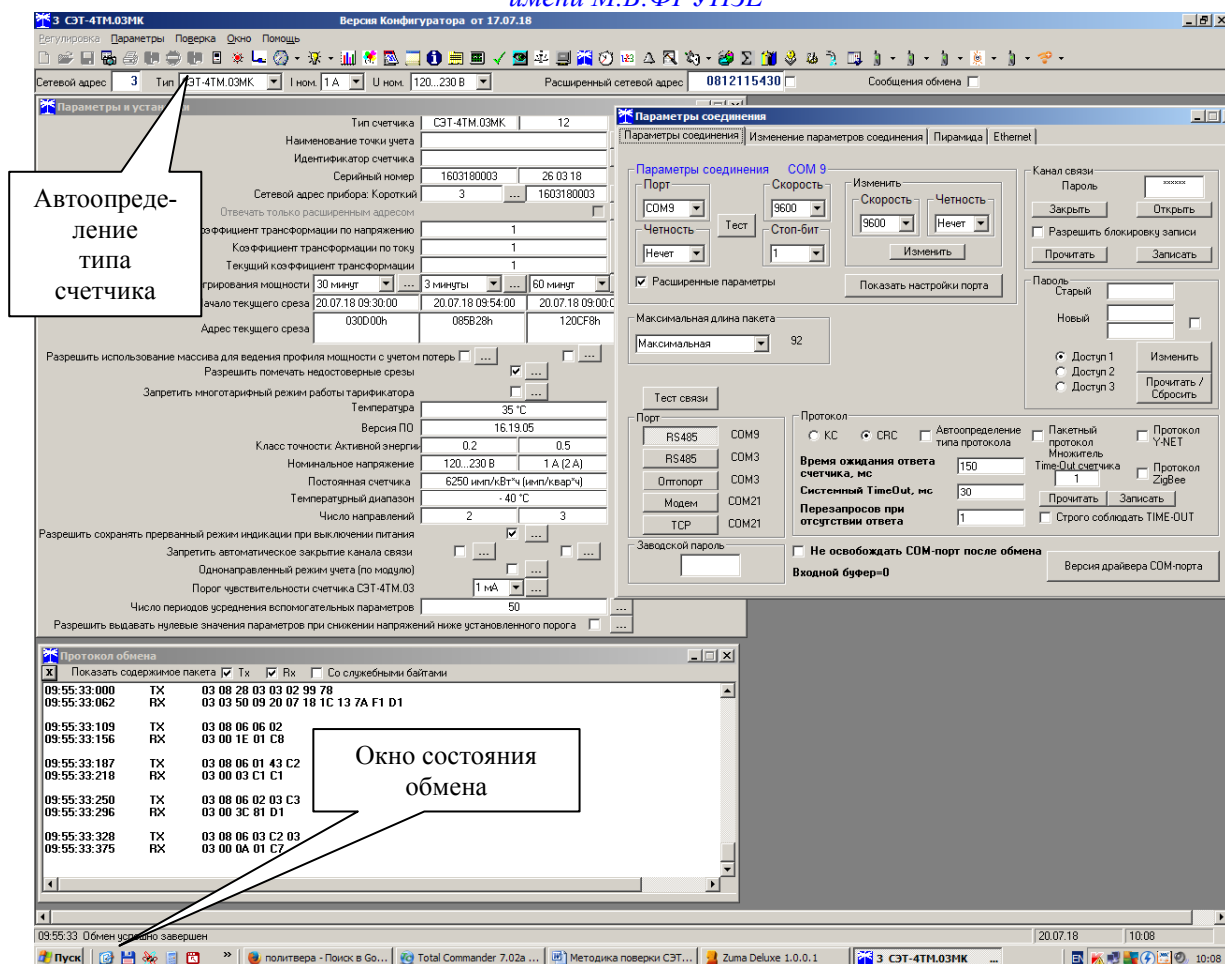 имени М.В.ФРУНЗЕ
3 СЭТ-4ТМ.03МК Версия Конфигуратора от 17.07.18
Регулировка Параметры Поверка Окно Помощь
Сетевой адрес 3 Тип СЭТ-4ТМ.03МК I ном. 1 А U ном. 120...230 В Расширенный сетевой адрес 0812115430 Сообщения обмена
Параметры и установки
Тип счетчика СЭТ-4ТМ.03МК 12
Наименование точки учета
Идентификатор счетчика
Серийный номер 1603180003 26 03 18
Сетевой адрес прибора: Короткий 3 ... 1603180003
Отвечать только расширенным адресом
коэффициент трансформации по напряжению 1
Коэффициент трансформации по току 1
Текущий коэффициент трансформации 1
грирования мощности 30 минут ... 3 минуты ... 60 минут
Начало текущего среза 20.07.18 09:30:00 20.07.18 09:54:00 20.07.18 09:00:0
Адрес текущего среза 030D00h 085B28h 120CF8h
Разрешить использование массива для ведения профиля мощности с учетом потерь ... ...
Разрешить помечать недостоверные срезы ...
Запретить многотарифный режим работы тарификатора ...
Температура 35 °С
Версия ПО 16.19.05
Класс точности: Активной энергии 0.2 0.5
Номинальное напряжение 120...230 В 1 А (2 А)
Постоянная счетчика 6250 имп/кВт*ч (имп/квар*ч)
Температурный диапазон - 40 °С
Число направлений 2 3
Разрешить сохранять прерванный режим индикации при выключении питания ...
Запретить автоматическое закрытие канала связи ... ...
Однонаправленный режим учета (по модулю) ...
Порог чувствительности счетчика СЭТ-4ТМ.03 1 мА ...
Число периодов усреднения вспомогательных параметров 50 ...
Разрешить выдавать нулевые значения параметров при снижении напряжений ниже установленного порога ...
Автоопреде-
ление
типа
счетчика
Параметры соединения
Параметры соединения Изменение параметров соединения Пирамида Ethernet
Параметры соединения COM 9
Порт Скорость
COM9 9600
Тест
Четность Стоп-бит
Нечет 1
Изменить
Скорость Четность
9600 Нечет
Изменить
Расширенные параметры
Показать настройки порта
Канал связи
Пароль ******
Закрыть Открыть
Разрешить блокировку записи
Прочитать Записать
Пароль
Старый
Новый
Доступ 1 Изменить
Доступ 2
Доступ 3 Прочитать /
Сбросить
Максимальная длина пакета
Максимальная 92
Тест связи
Порт
RS485 COM9
RS485 COM3
Оптопорт COM3
Модем COM21
TCP COM21
Заводской пароль
Протокол
КС CRC Автоопределение
типа протокола
Пакетный
протокол
Протокол
Y-NET
Время ожидания ответа
счетчика, мс 150
Множитель
Time-Out счетчика
1
Протокол
ZigBee
Системный TimeOut, мс 30
Прочитать Записать
Перезапросов при
отсутствии ответа 1
Строго соблюдать TIME-OUT
Не освобождать COM-порт после обмена
Входной буфер=0
Версия драйвера COM-порта
Протокол обмена
x Показать содержимое пакета Tx Rx Со служебными байтами
09:55:33:000 TX 03 08 28 03 03 02 99 78
09:55:33:062 RX 03 03 50 09 20 07 18 1C 13 7A F1 D1
09:55:33:109 TX 03 08 06 06 02
09:55:33:156 RX 03 00 1E 01 C8
09:55:33:187 TX 03 08 06 01 43 C2
09:55:33:218 RX 03 00 03 C1 C1
09:55:33:250 TX 03 08 06 02 03 C3
09:55:33:296 RX 03 00 3C 81 D1
09:55:33:328 TX 03 08 06 03 C2 03
09:55:33:375 RX 03 00 0A 01 C7
Окно состояния
обмена
09:55:33 Обмен успешно завершен 20.07.18 10:08
Пуск » политвера - Поиск в Go... Total Commander 7.02a ... Методика поверки СЭТ... Zuma Deluxe 1.0.0.1 3 СЭТ-4ТМ.03МК ... EN 10:08